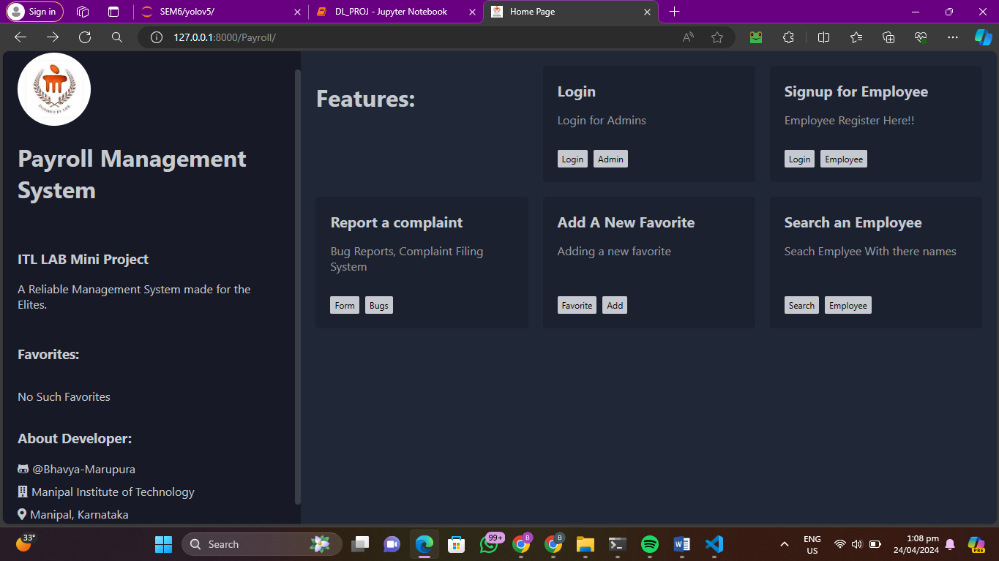 Sign in
SEM6/yolov5/
DL_PROJ - Jupyter Notebook
Home Page
127.0.0.1:8000/Payroll/
INSPIRED BY LIFE
Payroll Management
System
ITL LAB Mini Project
A Reliable Management System made for the
Elites.
Favorites:
No Such Favorites
About Developer:
@Bhavya-Marupura
Manipal Institute of Technology
Manipal, Karnataka
Features:
Login
Login for Admins
Login Admin
Signup for Employee
Employee Register Here!!
Login Employee
Report a complaint
Bug Reports, Complaint Filing
System
Form Bugs
Add A New Favorite
Adding a new favorite
Favorite Add
Search an Employee
Seach Emplyee With there names
Search Employee
33°
Search
99+
B
B
ENG
US
1:08 pm
24/04/2024
PRE